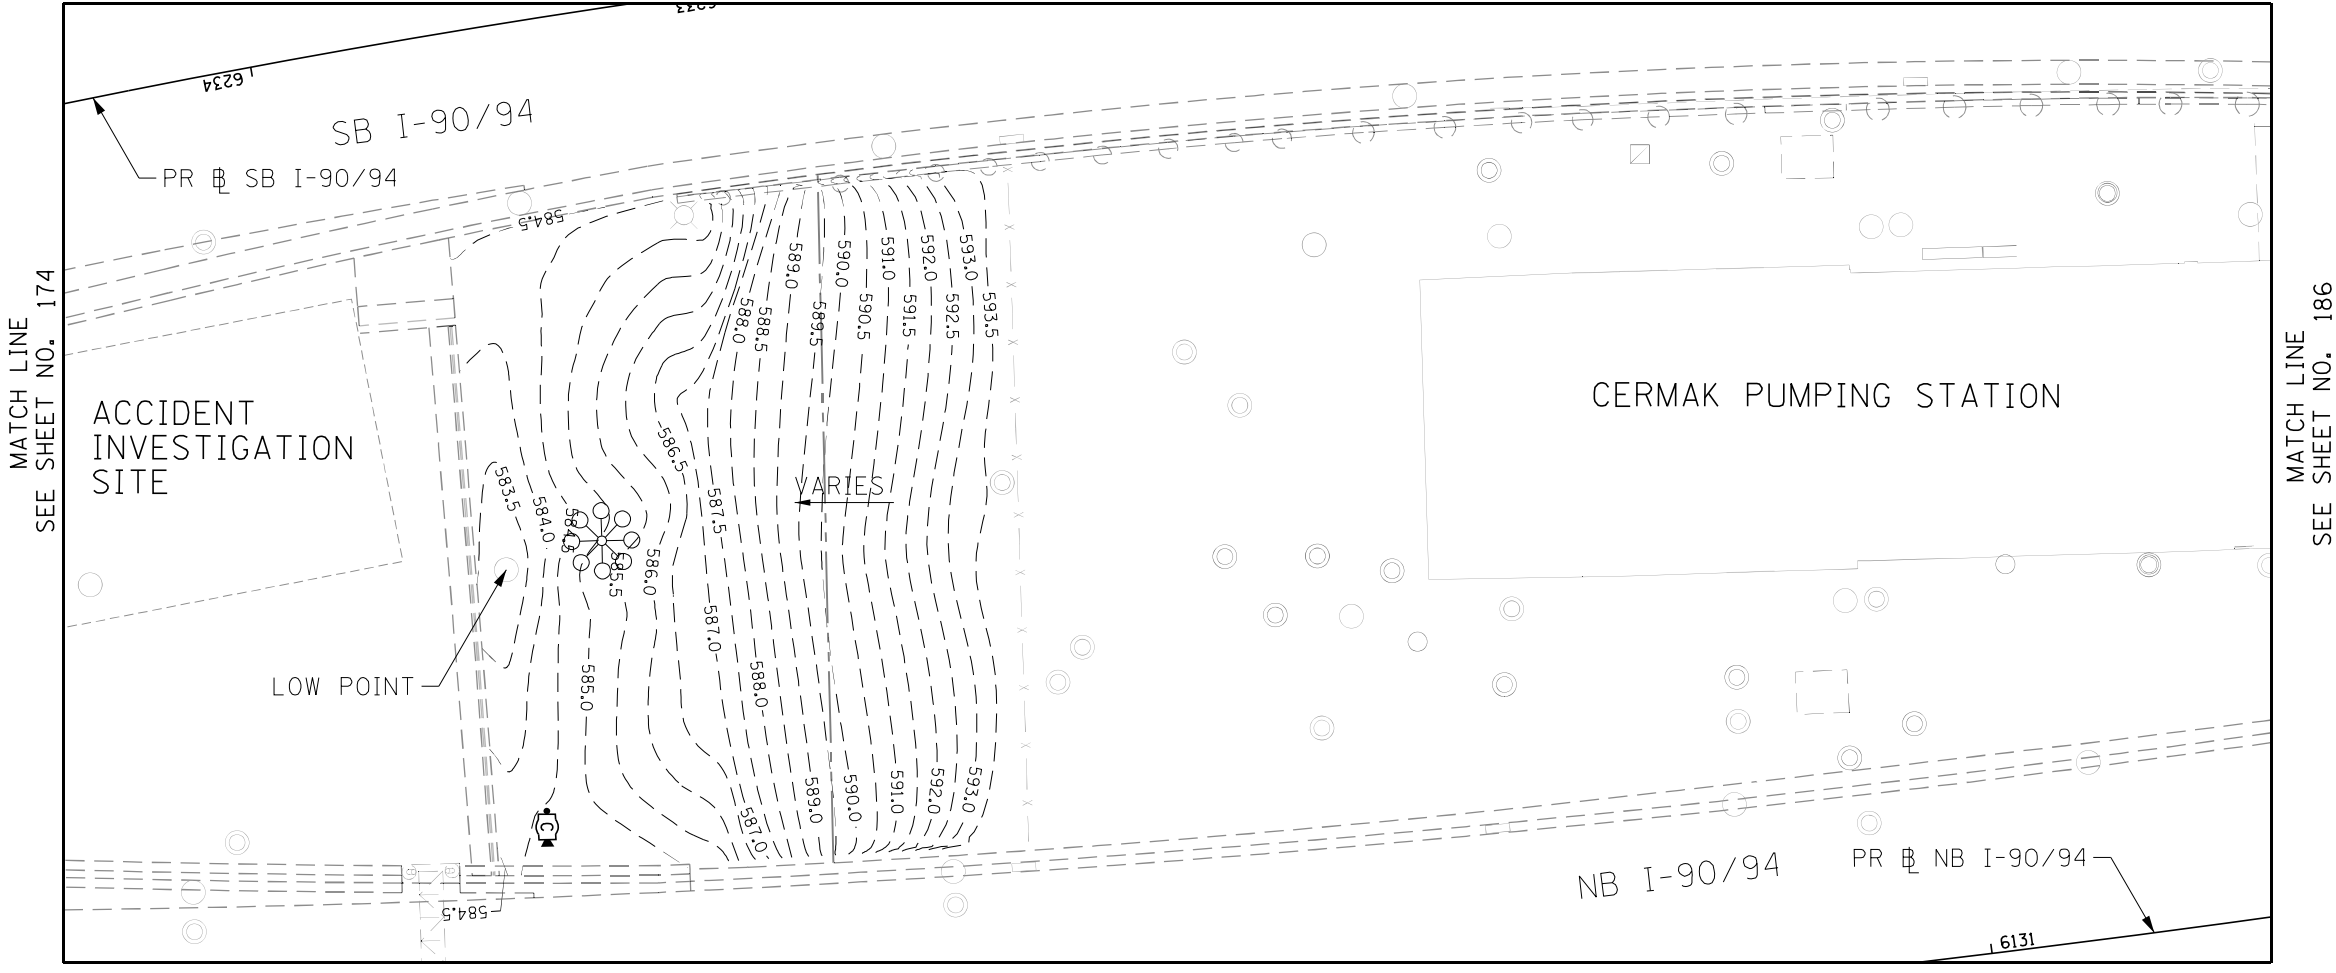 6233
6234
SB I-90/94
PR B SB I-90/94
584.5
MATCH LINE
SEE SHEET NO. 174
ACCIDENT
INVESTIGATION
SITE
589.0
590.0
591.0
592.0
593.0
588.0
588.5
589.5
590.5
591.5
592.5
593.5
CERMAK PUMPING STATION
MATCH LINE
SEE SHEET NO. 186
586.5
583.5
584.0
584.5
587.5
VARIES
585.5
586.0
587.0
LOW POINT
585.0
588.0
589.0
590.0
591.0
592.0
593.0
587.0
C
584.5
NB I-90/94
PR B NB I-90/94
6131